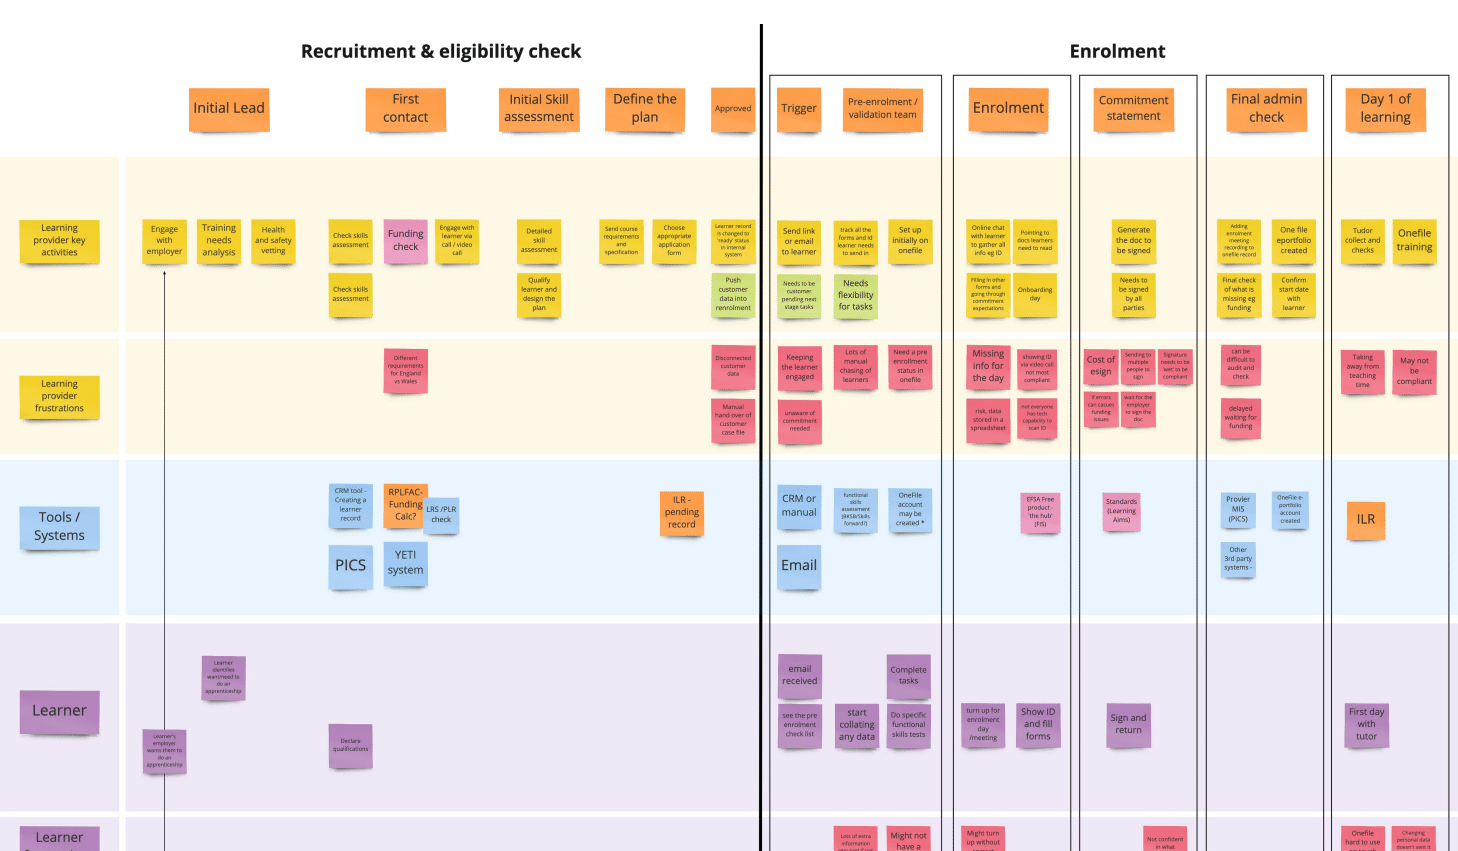 Recruitment & eligibility check
Enrolment
Initial Lead
First
contact
Initial Skill
assessment
Define the
plan
Approved
Trigger
Pre-enrolment /
validation team
Enrolment
Commitment
statement
Final admin
check
Day 1 of
learning
Learning
provider key
activities
Engage
with
employer
Training
needs
analysis
Health
and safety
vetting
Check skills
assessment
Funding
check
Engage with
learner via
call / video
call
Detailed
skill
assessment
Send course
requirements
and
specification
Choose
appropriate
application
form
Learner record
is changed to
'ready' status
in internal
system
Send link
or email
to learner
track all the
forms and Id
learner needs
to send in
Set up
initially on
onefile
Online chat
with learner
to gather all
info eg ID
Pointing to
docs learners
need to read
Generate
the doc to
be signed
Adding
enrolment
meeting
recording to
onefile record
One file
eportfolio
created
Tudor
collect and
checks
Onefile
training
Check skills
assessment
Qualify
learner and
design the
plan
Push
customer
data into
renrolment
Needs to be
customer
pending next
stage tasks
Needs
flexibility
for tasks
Filling in other
forms and
going through
commitment
expectations
Onboarding
day
Needs to
be signed
by all
parties
Final check
of what is
missing eg
funding
Confirm
start date
with
learner
Learning
provider
frustrations
Different
requirements
for England
vs Wales
Disconnected
customer
data
Keeping
the learner
engaged
Lots of
manual
chasing of
learners
Need a pre
enrollment
status in
onefile
Missing
info for
the day
showing ID
via video call
not most
compliant
Cost of
esign
Sending to
multiple
people to
sign
Signature
needs to be
'wet' to be
compliant
can be
difficult to
audit and
check
Taking
away from
teaching
time
May not
be
compliant
Manual
hand over of
customer
case file
unaware of
commitment
needed
risk, data
stored in a
spreadsheet
not everyone
has tech
capability to
scan ID
If errors
can casues
funding
issues
wait for the
employer
to sign the
doc
delayed
waiting for
funding
Tools /
Systems
CRM tool -
Creating a
learner
record
RPLFAC-
Funding
Calc?
LRS /PLR
check
ILR -
pending
record
CRM or
manual
functional
skills
assessment
(BKSB/Skills
forward?)
OneFile
account
may be
created *
EFSA Free
product -
'the hub'
(FIS)
Standards
(Learning
Aims)
Provier
MIS
(PICS)
OneFile e-
portfolio
account
created
ILR
PICS
YETI
system
Email
Other
3rd party
systems -
Learner
Learner
identifies
want/need to
do an
apprenticeship
Learner's
employer
wants them to
do an
apprenticeship
Declare
qualifications
email
received
Complete
tasks
see the pre
enrolment
check list
start
collating
any data
Do specific
functional
skills tests
turn up for
enrolment
day
/meeting
Show ID
and fill
forms
Sign and
return
First day
with
tutor
Learner
Lots of extra
information
Might not
have a
Might turn
up without
Not confident
in what
Onefile
hard to use
Changing
personal data
doesn't sent it